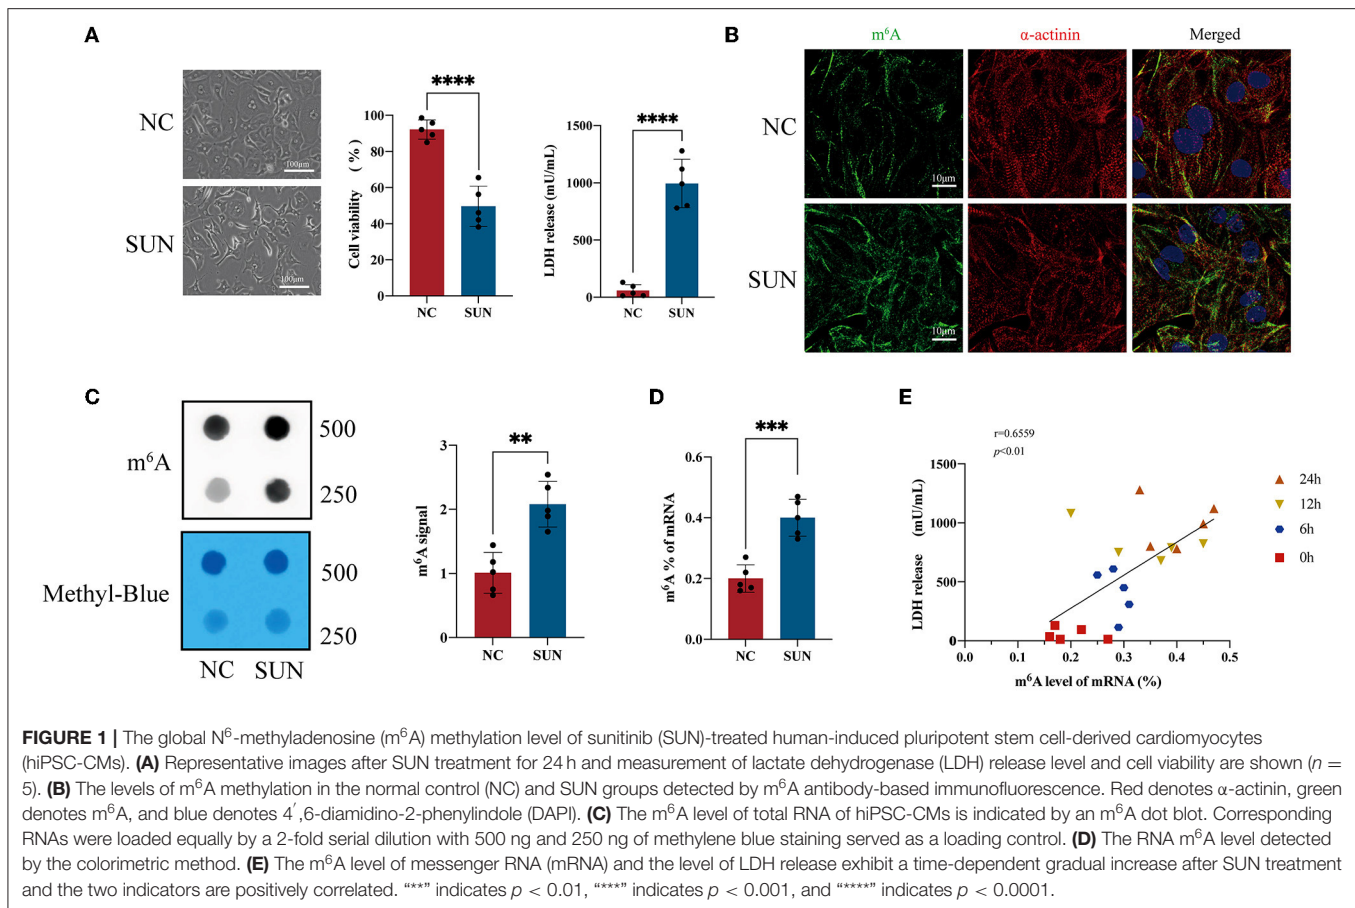 A
NC
100μm
SUN
100μm
****
Cell viability (%)
100
80
60
40
20
0
NC SUN
****
LDH release (mU/mL)
1500
1000
500
0
NC SUN
B
m⁶A α-actinin Merged
NC
10μm
SUN
10μm
C
m⁶A
500
250
Methyl-Blue
500
250
NC SUN
**
m⁶A signal
3
2
1
0
NC SUN
D
***
m⁶A % of mRNA
0.6
0.4
0.2
0.0
NC SUN
E
r=0.6559
p<0.01
LDH release (mU/mL)
1500
1000
500
0
0.0 0.1 0.2 0.3 0.4 0.5
m⁶A level of mRNA (%)
24h
12h
6h
0h
FIGURE 1 | The global N⁶-methyladenosine (m⁶A) methylation level of sunitinib (SUN)-treated human-induced pluripotent stem cell-derived cardiomyocytes
(hiPSC-CMs). (A) Representative images after SUN treatment for 24 h and measurement of lactate dehydrogenase (LDH) release level and cell viability are shown (n =
5). (B) The levels of m⁶A methylation in the normal control (NC) and SUN groups detected by m⁶A antibody-based immunofluorescence. Red denotes α-actinin, green
denotes m⁶A, and blue denotes 4′,6-diamidino-2-phenylindole (DAPI). (C) The m⁶A level of total RNA of hiPSC-CMs is indicated by an m⁶A dot blot. Corresponding
RNAs were loaded equally by a 2-fold serial dilution with 500 ng and 250 ng of methylene blue staining served as a loading control. (D) The RNA m⁶A level detected
by the colorimetric method. (E) The m⁶A level of messenger RNA (mRNA) and the level of LDH release exhibit a time-dependent gradual increase after SUN treatment
and the two indicators are positively correlated. “**” indicates p < 0.01, “***” indicates p < 0.001, and “****” indicates p < 0.0001.